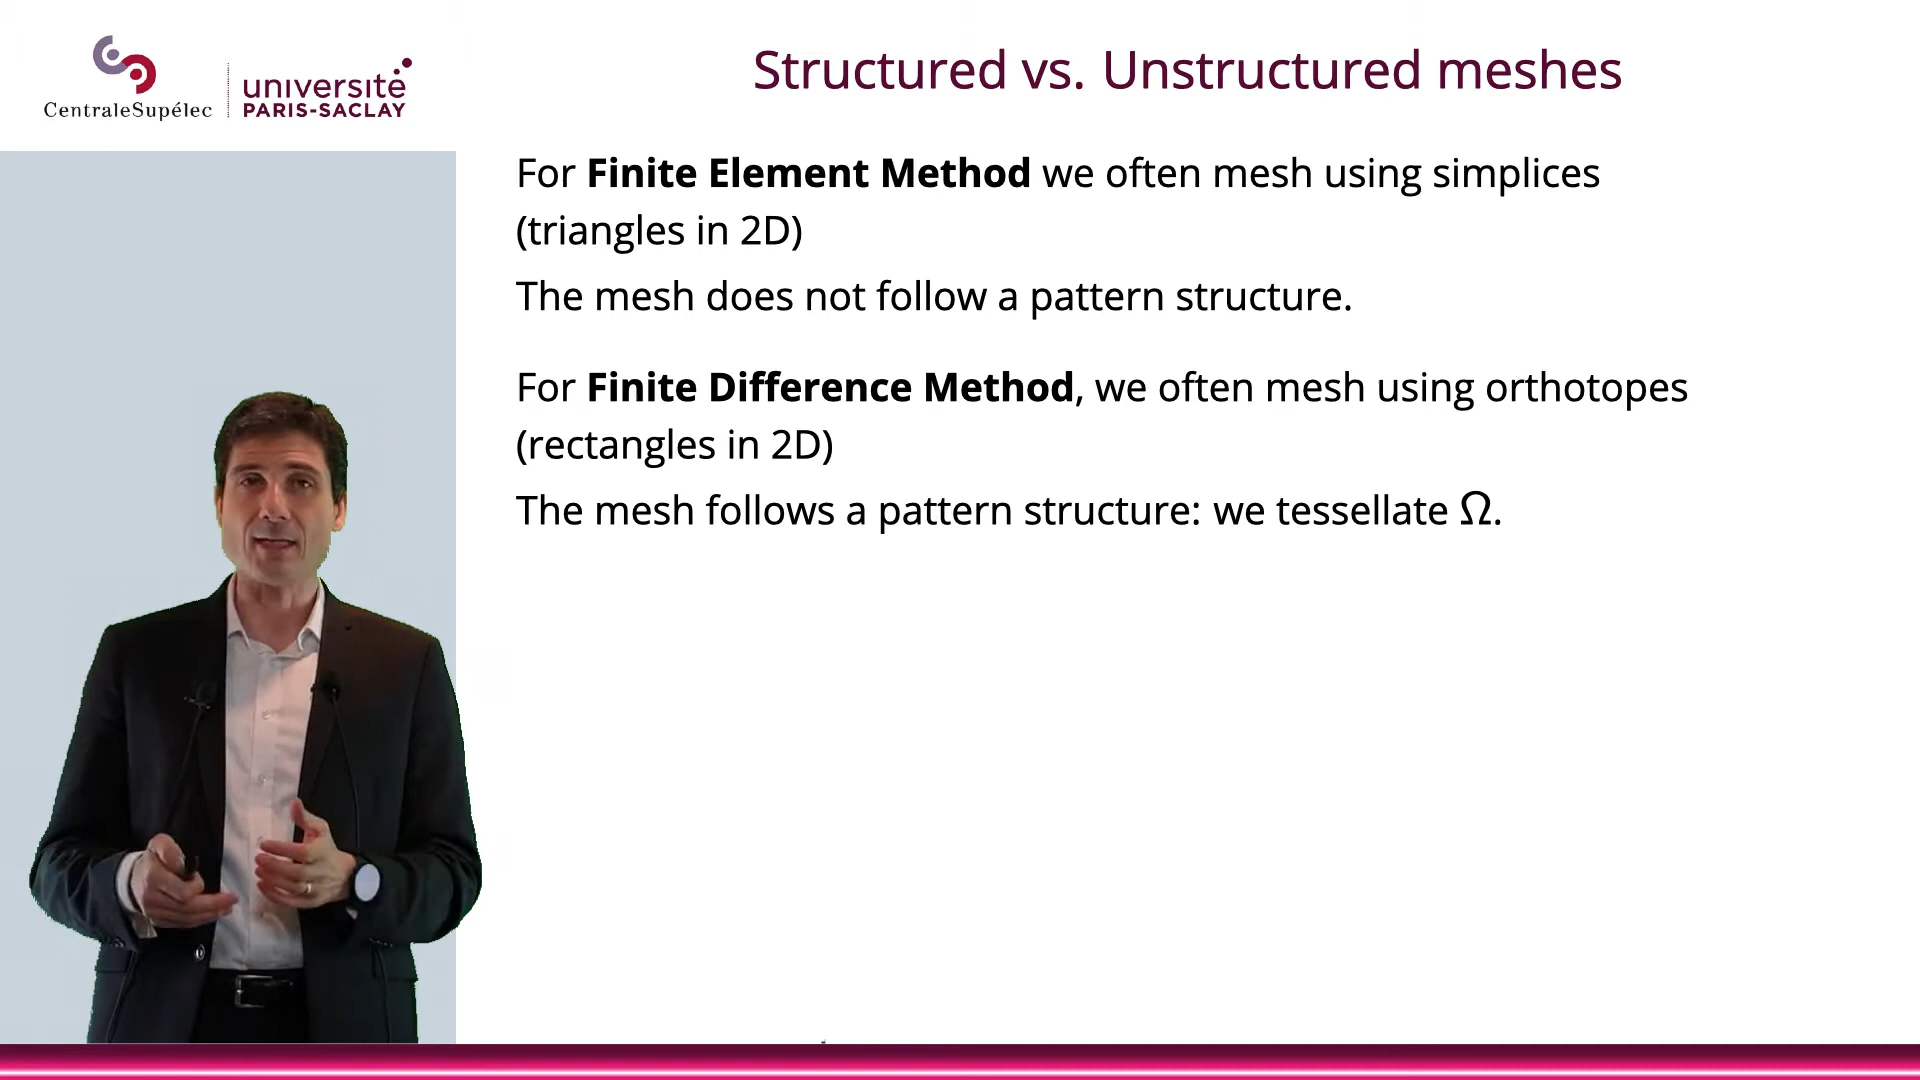 CentraleSupélec
université
PARIS-SACLAY
Structured vs. Unstructured meshes
For Finite Element Method we often mesh using simplices
(triangles in 2D)
The mesh does not follow a pattern structure.
For Finite Difference Method, we often mesh using orthotopes
(rectangles in 2D)
The mesh follows a pattern structure: we tessellate Ω.